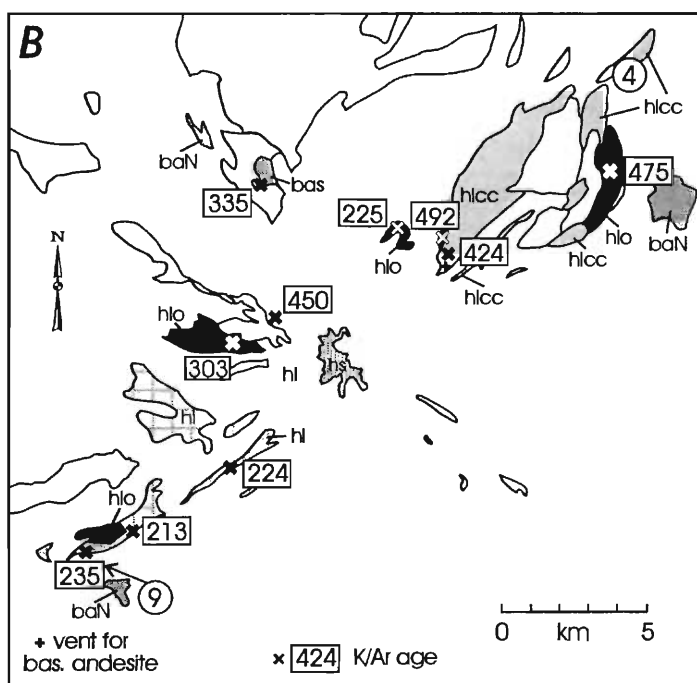 B
4
hlcc
baN
335
bas
hlcc
475
225
492
hlo
baN
hlo
424
hlcc
hlcc
N
450
hlo
303
hl
hs
hl
hl
224
hlo
213
235
baN
9
0 km 5
+ vent for
bas. andesite
× 424 K/Ar age